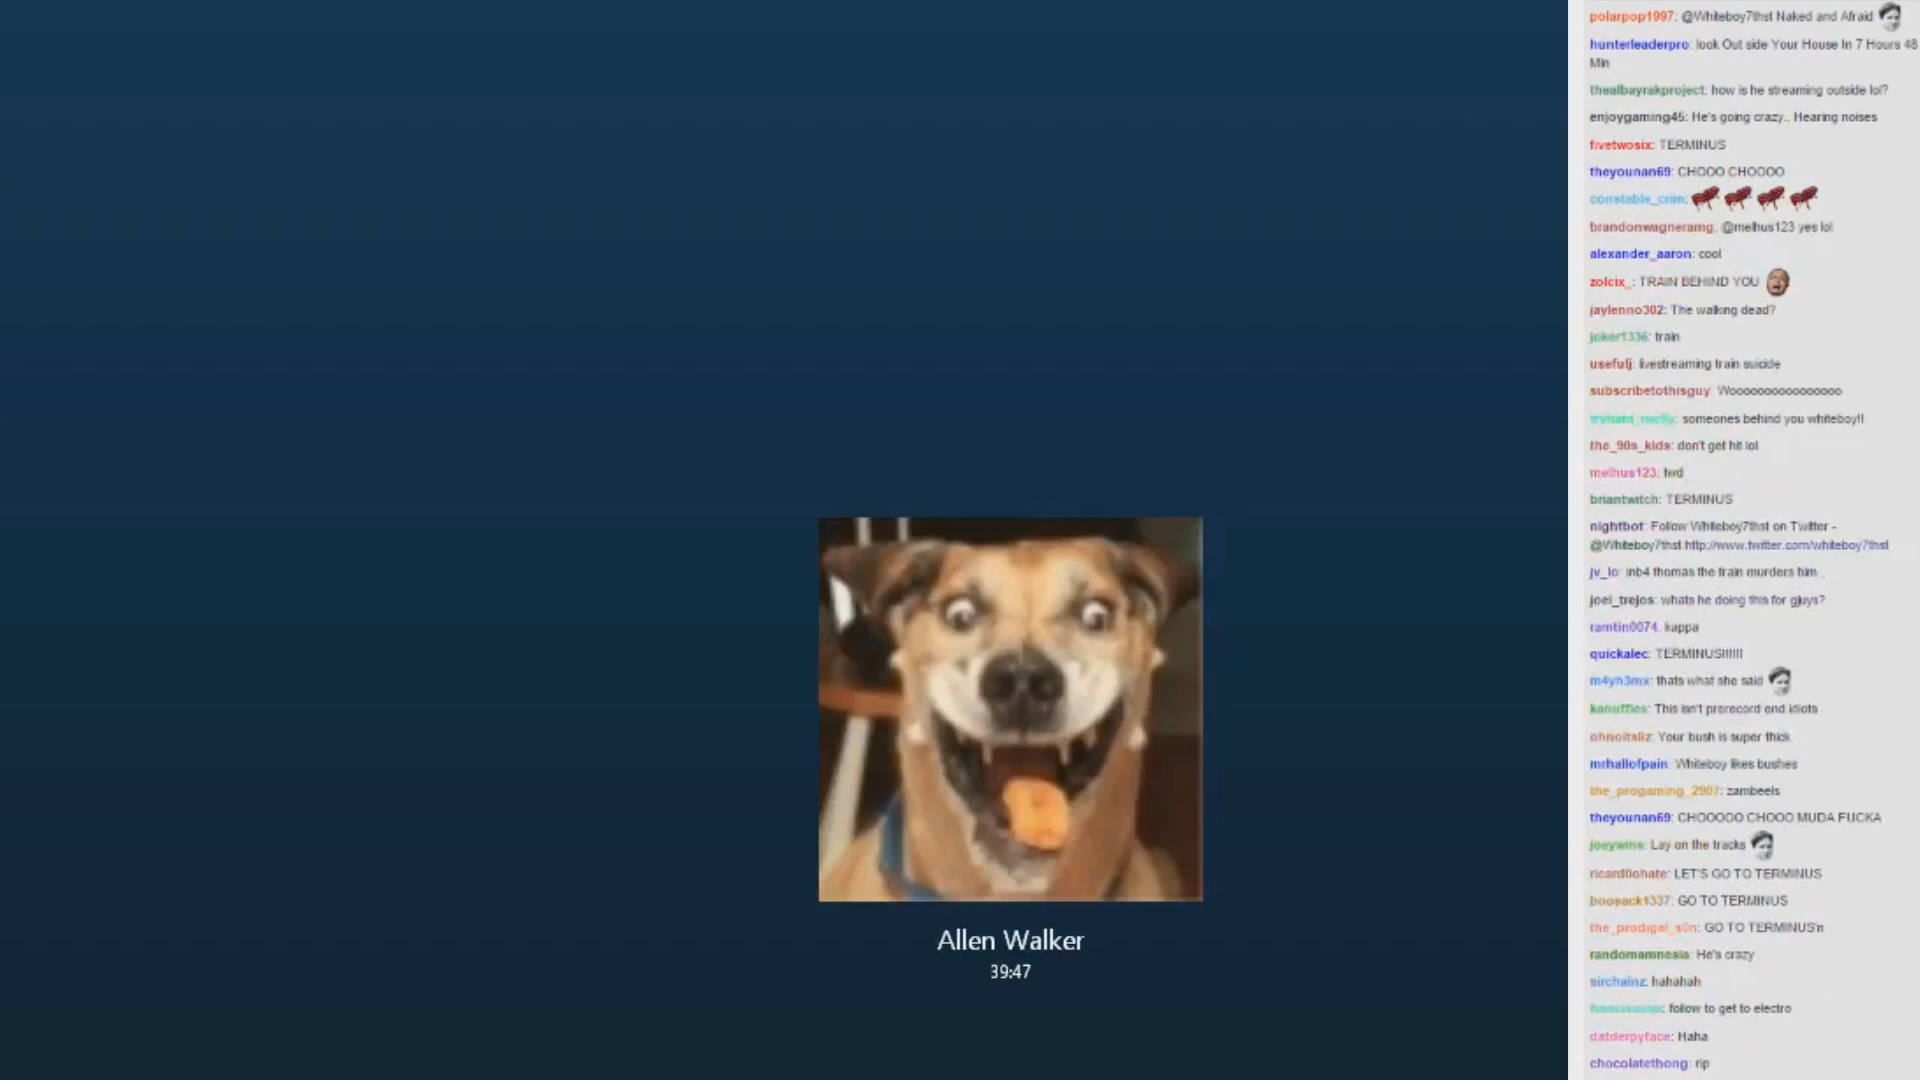 polarpop1997: @Whiteboy7thst Naked and Afraid
hunterleaderpro: look Out side Your House In 7 Hours 48
Min
thealbayrakproject: how is he streaming outside lol?
enjoygaming45: He's going crazy.. Hearing noises
fivetwosix: TERMINUS
theyounan69: CHOOO CHOOOO
constable_crim:
brandonwagneramg: @melhus123 yes lol
alexander_aaron: cool
zolcix_: TRAIN BEHIND YOU
jaylenno302: The walking dead?
joker1336: train
usefulj: livestreaming train suicide
subscribetothisguy: Woooooooooooooooo
someones behind you whiteboy!!
the_90s_kids: don't get hit lol
melhus123: twd
briantwitch: TERMINUS
nightbot: Follow Whiteboy7thst on Twitter -
@Whiteboy7thst http://www.twitter.com/whiteboy7thst
jv_lo: inb4 thomas the train murders him
joel_trejos: whats he doing this for gjuys?
ramtin0074: kappa
quickalec: TERMINUS!!!!!!
m4yh3mx: thats what she said
kanuffles: This isn't prerecord end idiots
ohnoitsliz: Your bush is super thick
mrhallofpain: Whiteboy likes bushes
the_progaming_2907: zambeels
theyounan69: CHOOOOO CHOOO MUDA FUCKA
joeywins: Lay on the tracks
ricard0ohate: LET'S GO TO TERMINUS
boosack1337: GO TO TERMINUS
the_prodigal_s0n: GO TO TERMINUS'n
randomamnesia: He's crazy
sirchainz: hahahah
follow to get to electro
datderpyface: Haha
chocolatethong: rip
Allen Walker
39:47